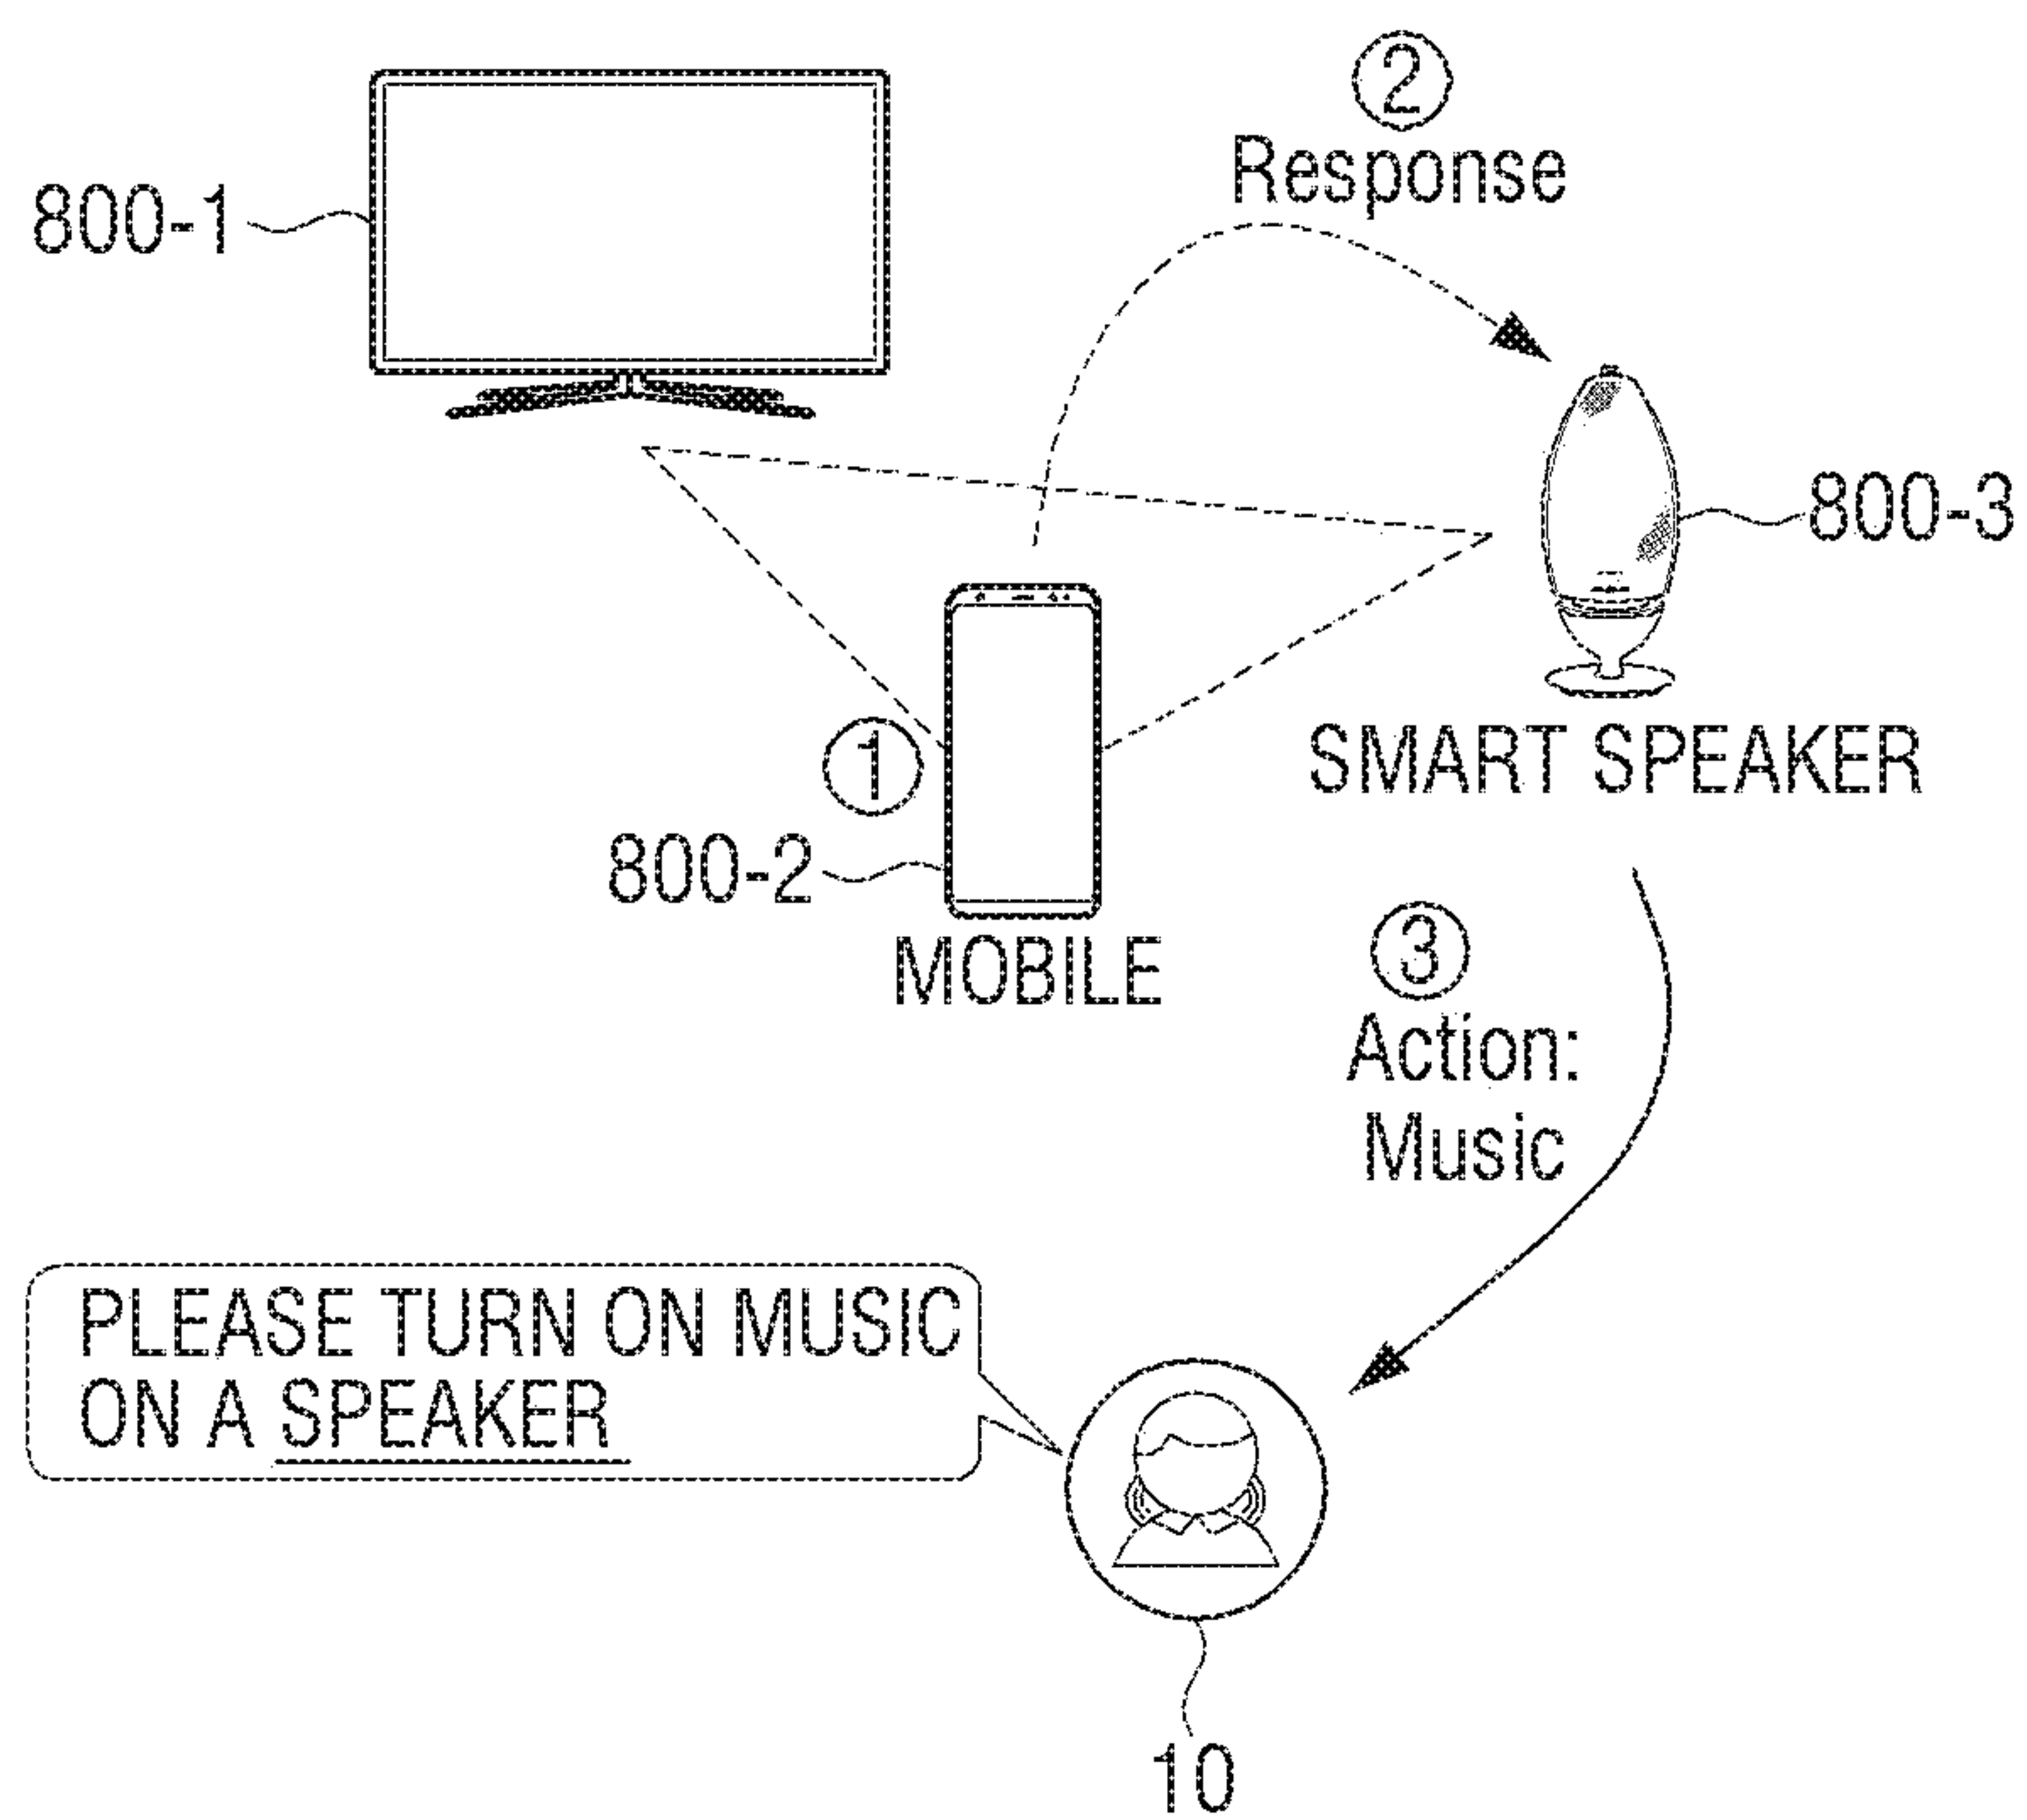 ②
Response
800-1
800-3
①
SMART SPEAKER
800-2
MOBILE
③
Action:
Music
PLEASE TURN ON MUSIC
ON A SPEAKER
10